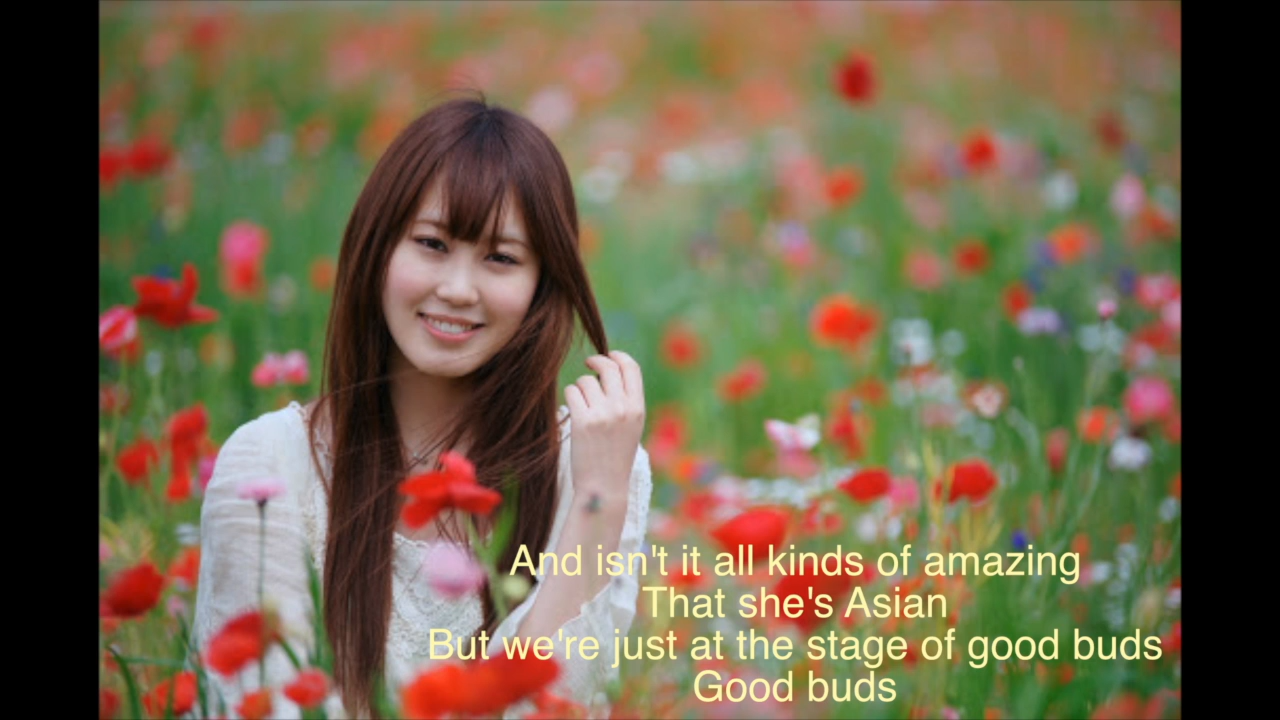 And isn't it all kinds of amazing
That she's Asian
But we're just at the stage of good buds
Good buds